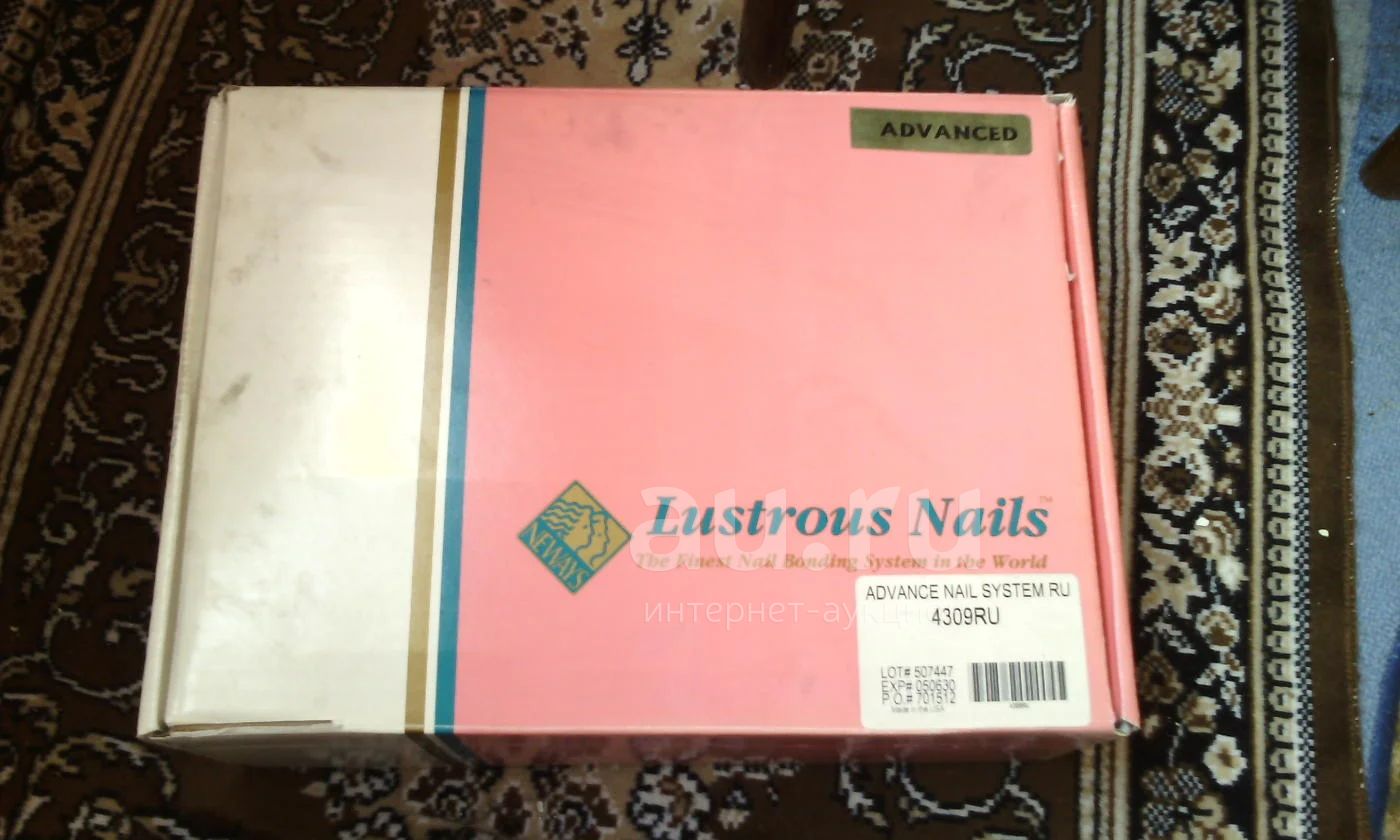 ADVANCED
Lustrous Nails™
NEWAYS
The Finest Nail Bonding System in the World
au.ru
интернет-аукцион
ADVANCE NAIL SYSTEM RU
4309RU
LOT# 507447
EXP# 050630
P.O.# 701512
Made in the USA